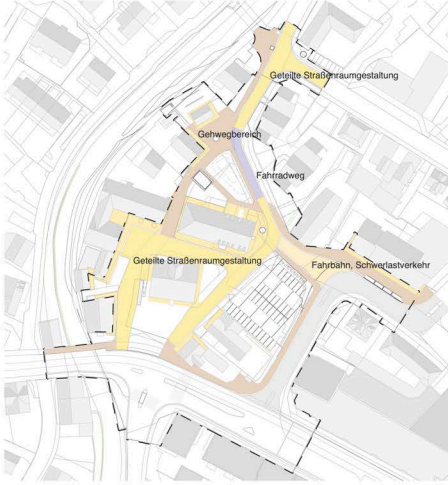 Geteilte Straßenraumgestaltung
Gehwegbereich
Fahrradweg
Geteilte Straßenraumgestaltung
Fahrbahn, Schwerlastverkehr